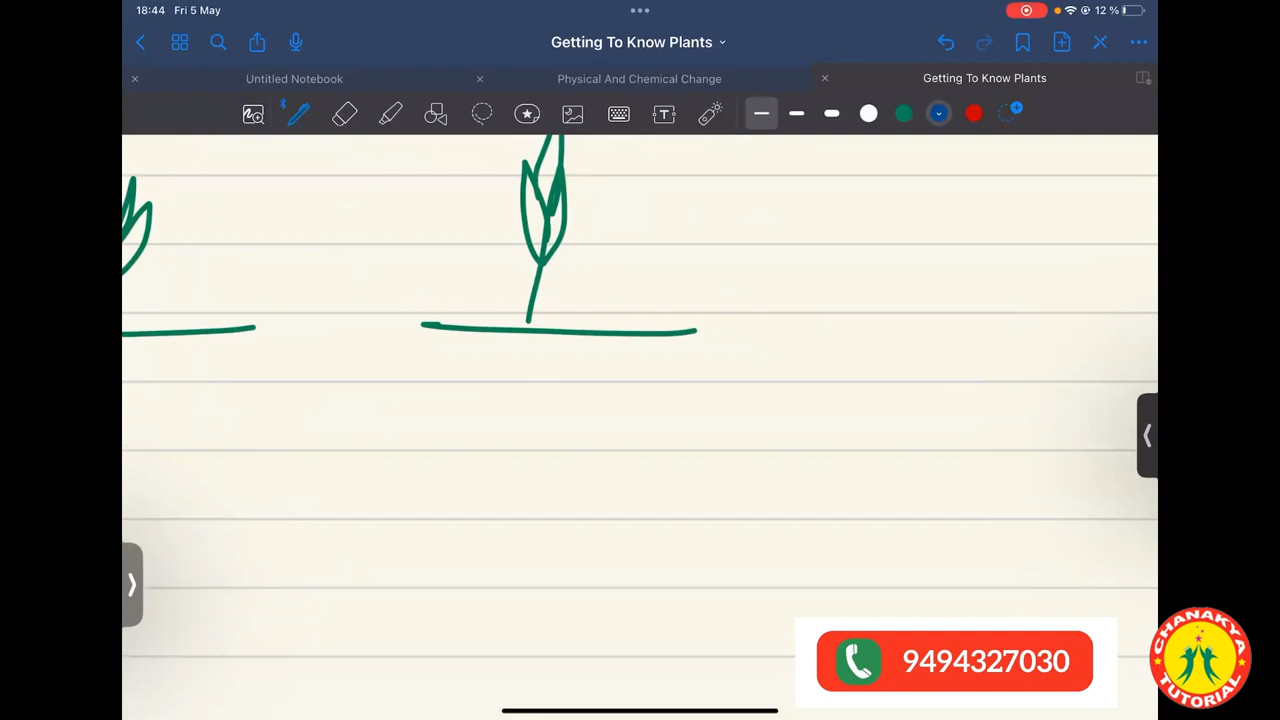 18:44 Fri 5 May 12 %
Getting To Know Plants
Untitled Notebook Physical And Chemical Change Getting To Know Plants
T
9494327030
CHANAKYA
TUTORIAL